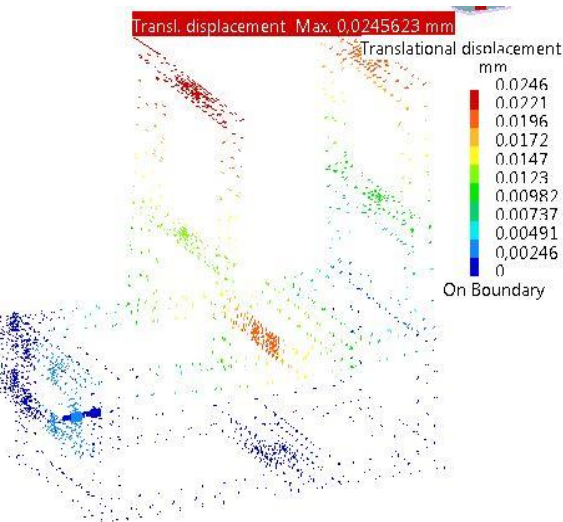 Transl. displacement Max. 0,0245623 mm
Translational displacement
mm
0.0246
0.0221
0.0196
0.0172
0.0147
0.0123
0.00982
0.00737
0.00491
0,00246
0
On Boundary